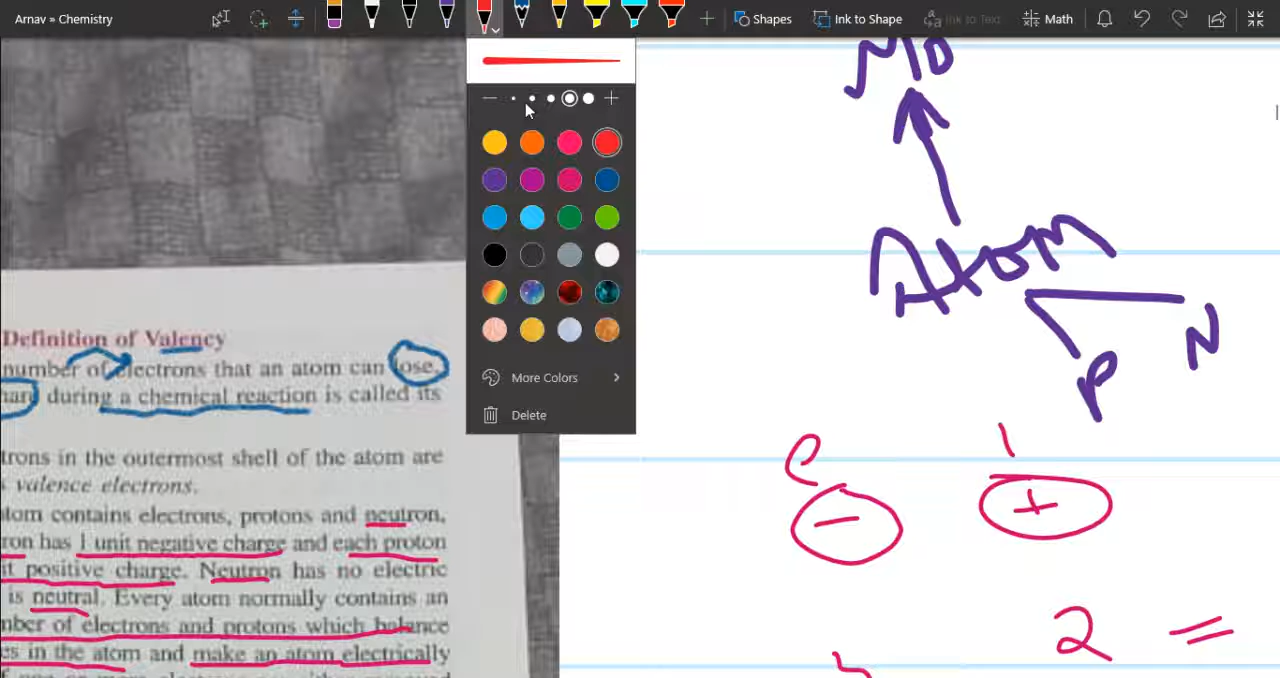 Arnav » Chemistry
Shapes
Ink to Shape
Ink to Text
Math
More Colors
Delete
Definition of Valency
number of electrons that an atom can lose,
during a chemical reaction is called its
trons in the outermost shell of the atom are
valence electrons.
atom contains electrons, protons and neutron,
ron has 1 unit negative charge and each proton
it positive charge. Neutron has no electric
is neutral. Every atom normally contains an
mber of electrons and protons which balance
es in the atom and make an atom electrically
Atom
N
P
e
-
+
2 =